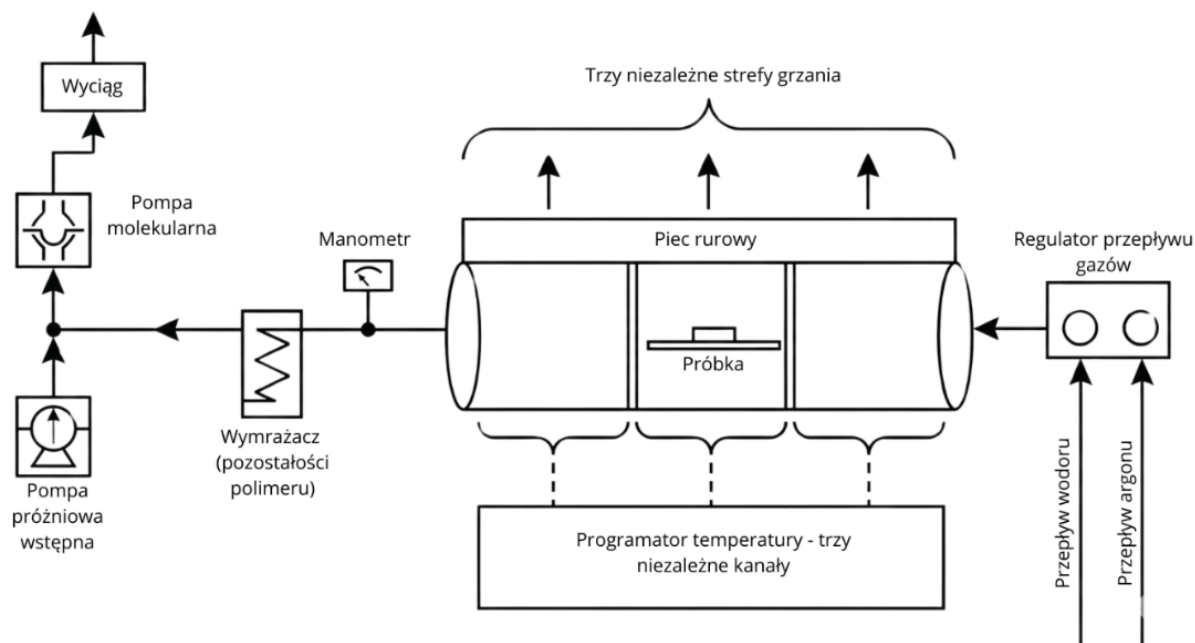 Wyciąg
Trzy niezależne strefy grzania
Pompa
molekularna
Manometr
Piec rurowy
Regulator przepływu
gazów
Próbka
Wymrażacz
(pozostałości
polimeru)
Pompa
próżniowa
wstępna
Programator temperatury - trzy
niezależne kanały
Przepływ wodoru
Przepływ argonu